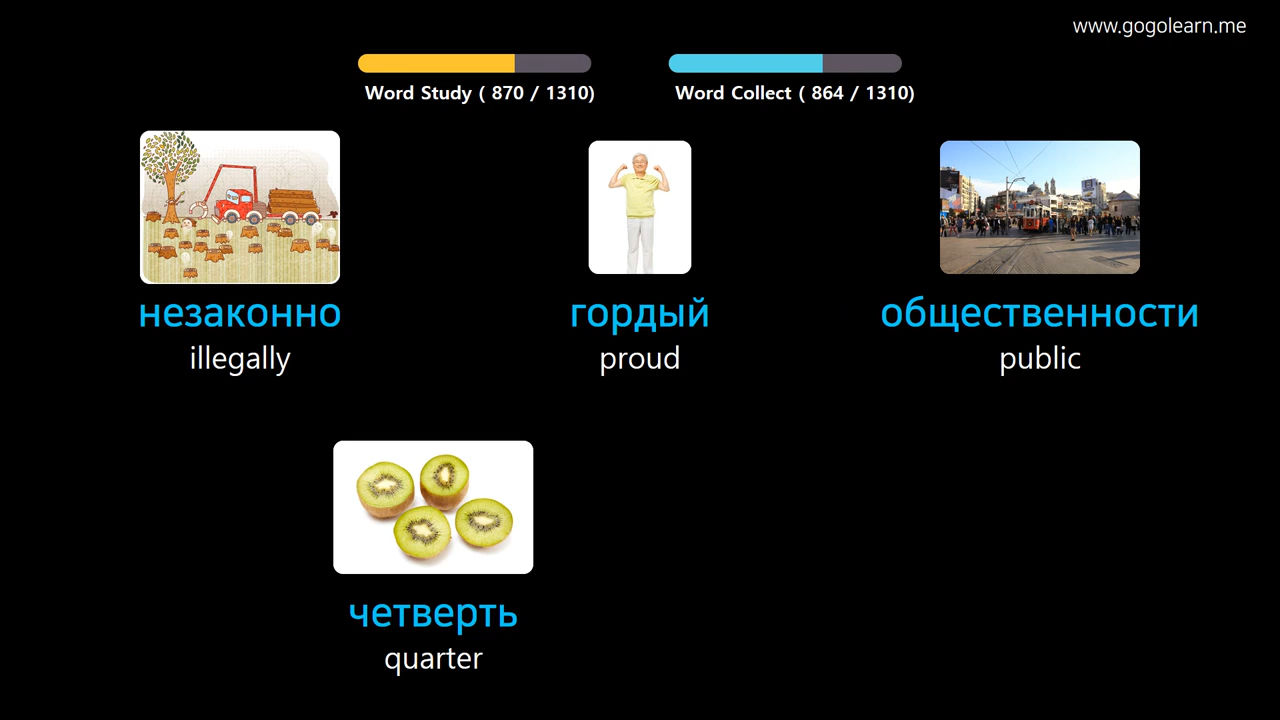 www.gogolearn.me
Word Study ( 870 / 1310)
Word Collect ( 864 / 1310)
незаконно
illegally
гордый
proud
общественности
public
четверть
quarter